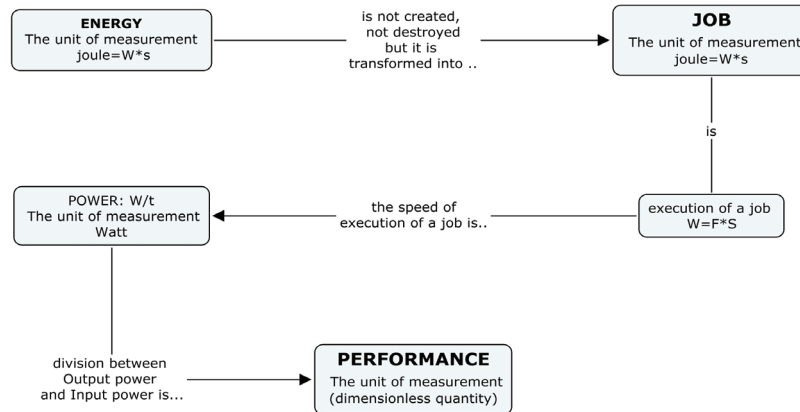 ENERGY
The unit of measurement
joule=W*s
is not created,
not destroyed
but it is
transformed into ..
JOB
The unit of measurement
joule=W*s
is
execution of a job
W=F*S
the speed of
execution of a job is..
POWER: W/t
The unit of measurement
Watt
division between
Output power
and Input power is...
PERFORMANCE
The unit of measurement
(dimensionless quantity)